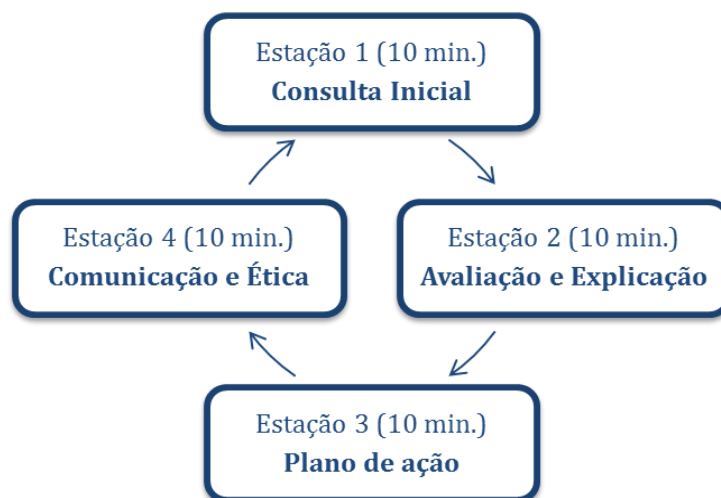 Estação 1 (10 min.)
Consulta Inicial
Estação 4 (10 min.)
Comunicação e Ética
Estação 2 (10 min.)
Avaliação e Explicação
Estação 3 (10 min.)
Plano de ação